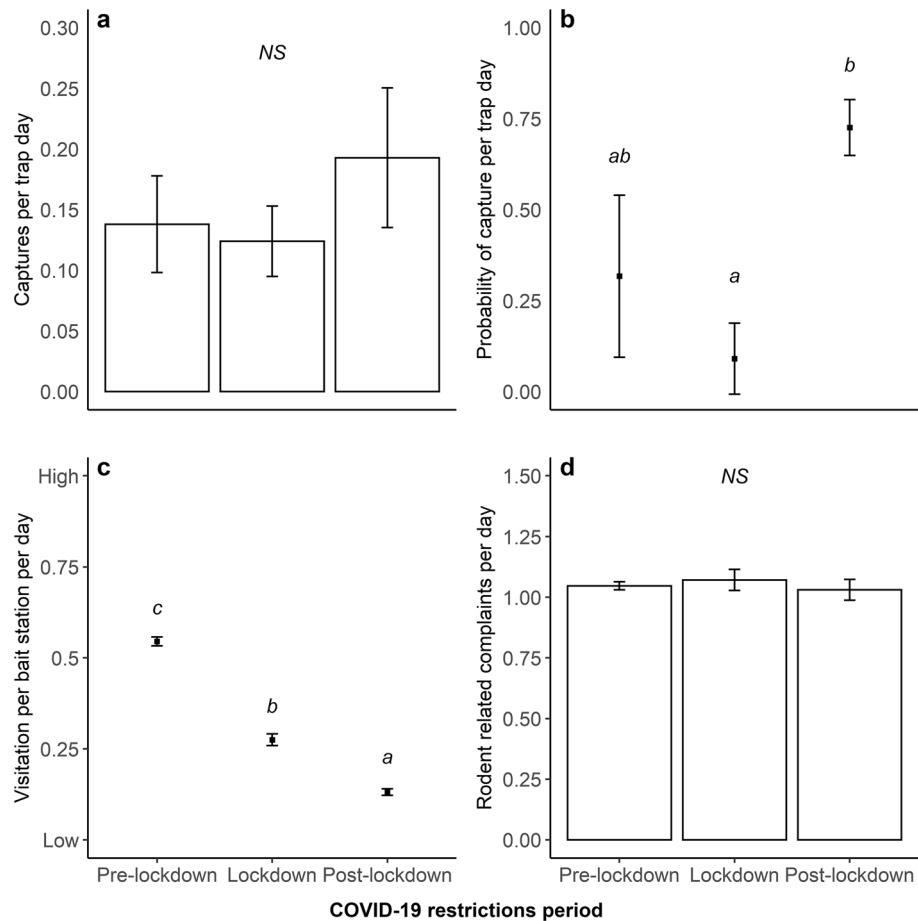 a
NS
Captures per trap day
0.30
0.25
0.20
0.15
0.10
0.05
0.00
b
ab
a
b
Probability of capture per trap day
1.00
0.75
0.50
0.25
0.00
c
c
b
a
Visitation per bait station per day
High
0.75
0.5
0.25
Low
Pre-lockdown Lockdown Post-lockdown
d
NS
Rodent related complaints per day
1.50
1.25
1.00
0.75
0.50
0.25
0.00
Pre-lockdown Lockdown Post-lockdown
COVID-19 restrictions period